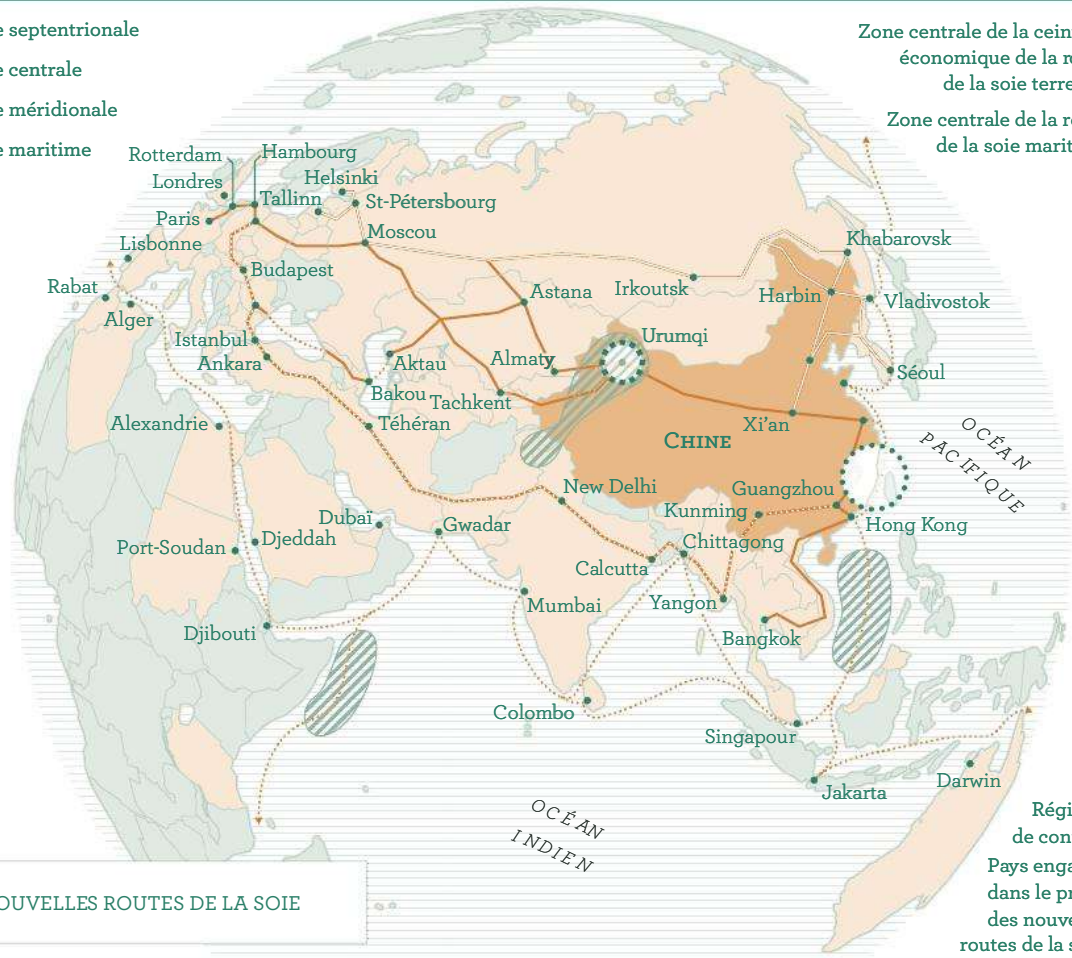 e septentrionale
e centrale
e méridionale
e maritime
Zone centrale de la cein
économique de la r
de la soie terre
Zone centrale de la r
de la soie marit
Rotterdam
Hambourg
Londres
Helsinki
Tallinn
St-Pétersbourg
Paris
Moscou
Lisbonne
Khabarovsk
Budapest
Rabat
Astana
Irkoutsk
Harbin
Vladivostok
Alger
Istanbul
Urumqi
Ankara
Aktau
Almaty
Séoul
Bakou
Tachkent
Alexandrie
Téhéran
Xi’an
CHINE
OCÉAN
PACIFIQUE
New Delhi
Guangzhou
Kunming
Dubaï
Gwadar
Hong Kong
Port-Soudan
Djeddah
Chittagong
Calcutta
Mumbai
Yangon
Djibouti
Bangkok
Colombo
Singapour
Jakarta
Darwin
OCÉAN
INDIEN
Régi
de con
Pays enga
dans le pr
des nouve
routes de la s
OUVELLES ROUTES DE LA SOIE